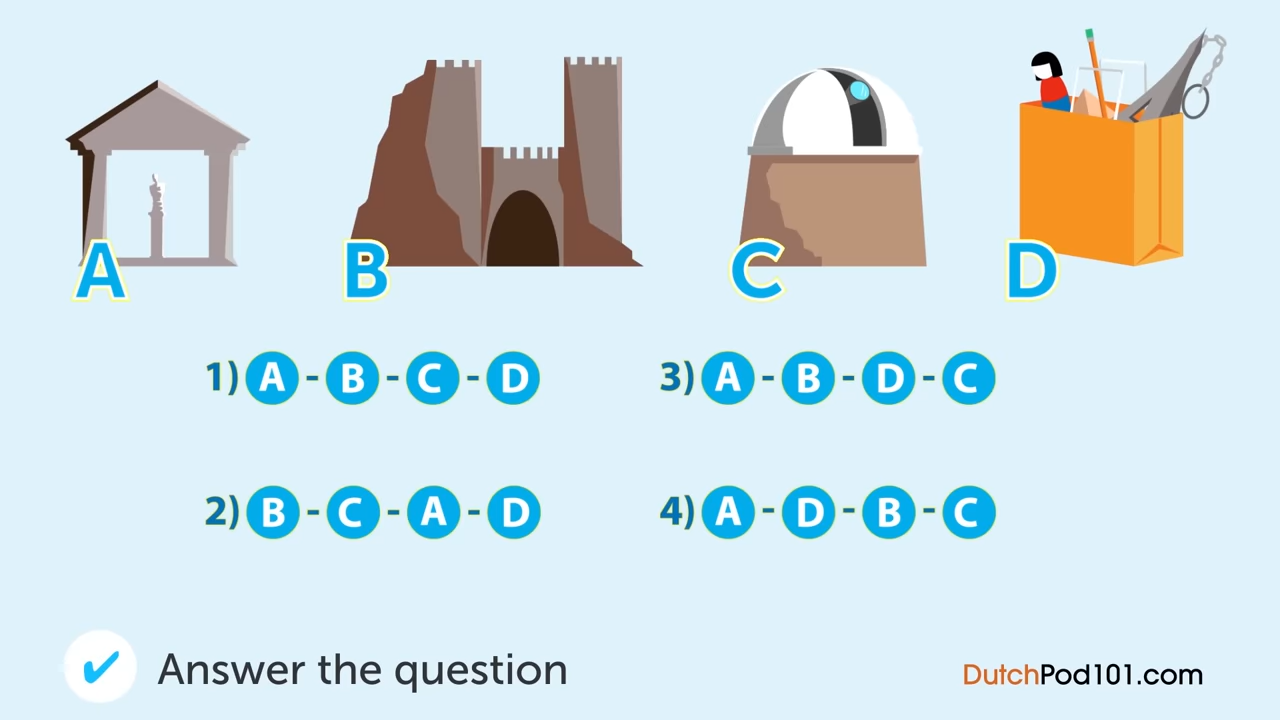 A B C D
1) A - B - C - D
3) A - B - D - C
2) B - C - A - D
4) A - D - B - C
✔ Answer the question
DutchPod101.com